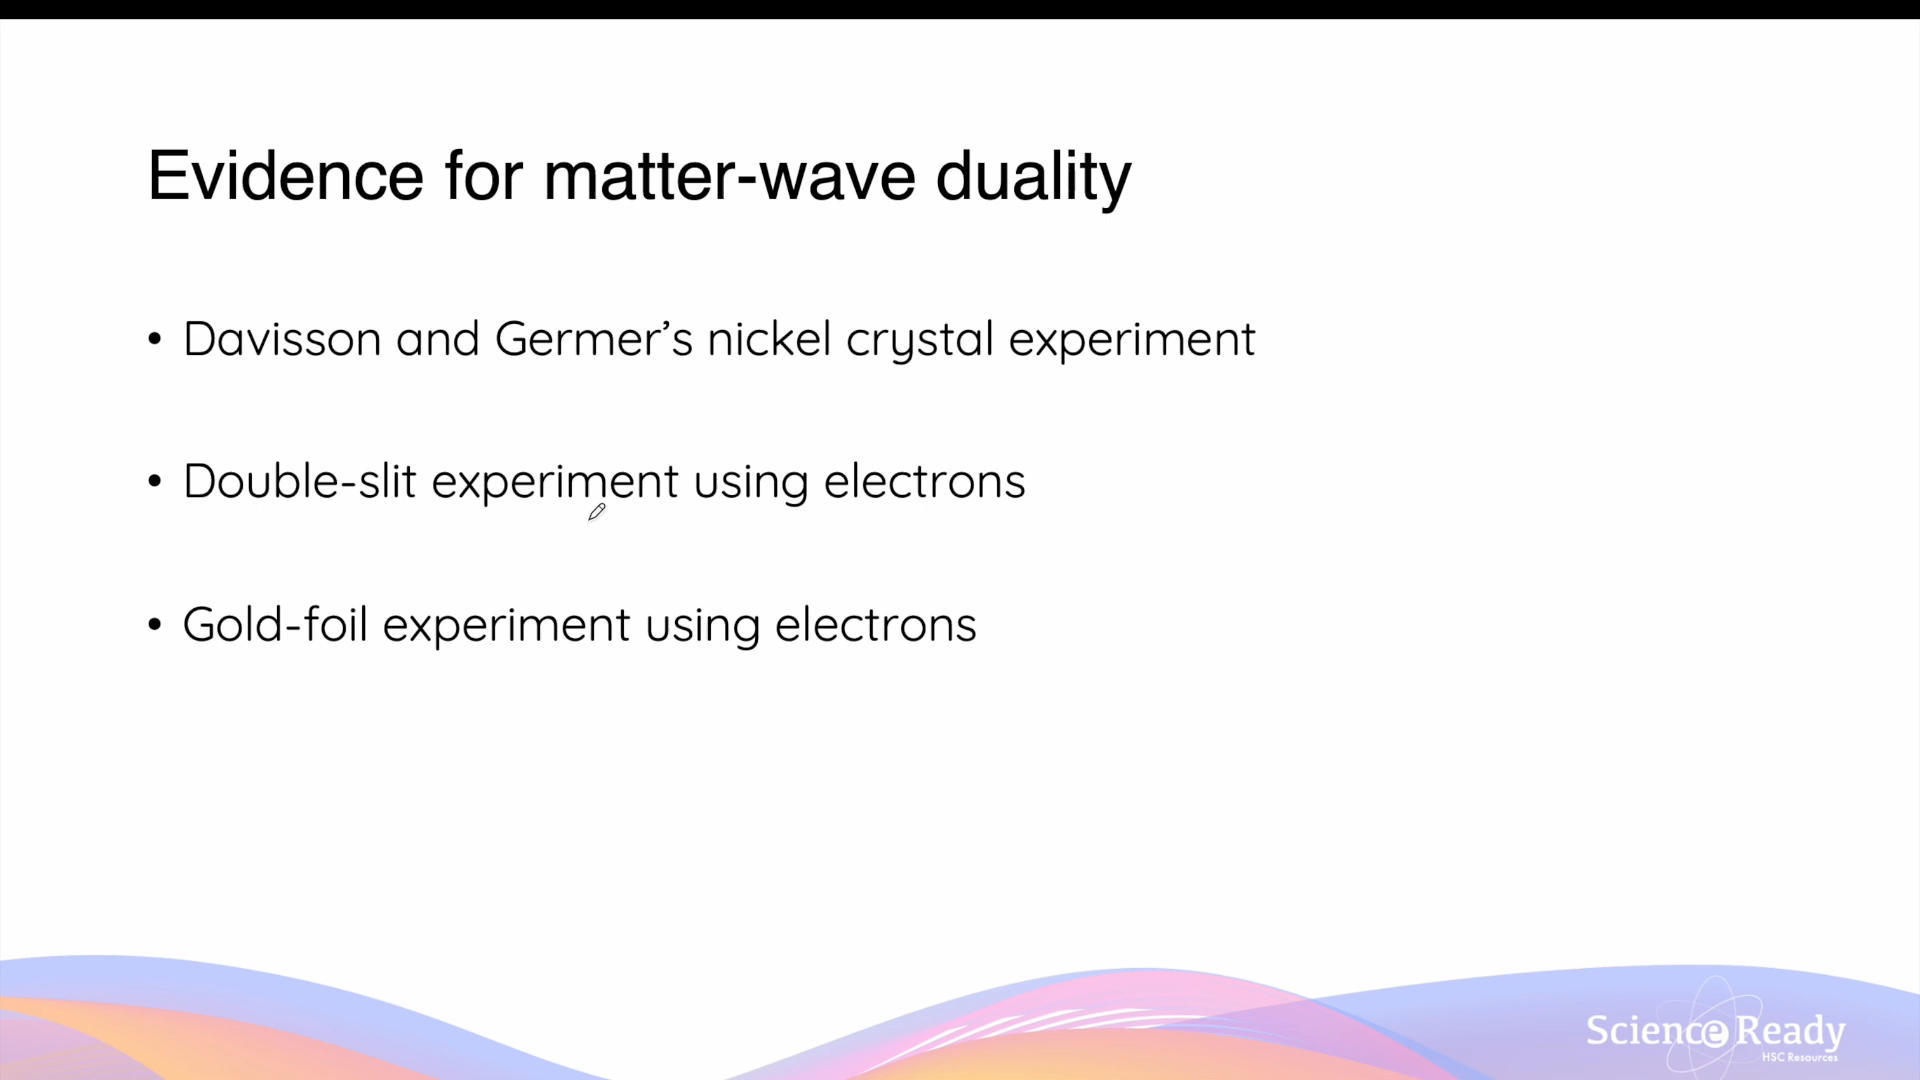 Evidence for matter-wave duality
• Davisson and Germer’s nickel crystal experiment
• Double-slit experiment using electrons
• Gold-foil experiment using electrons
Science Ready
HSC Resources